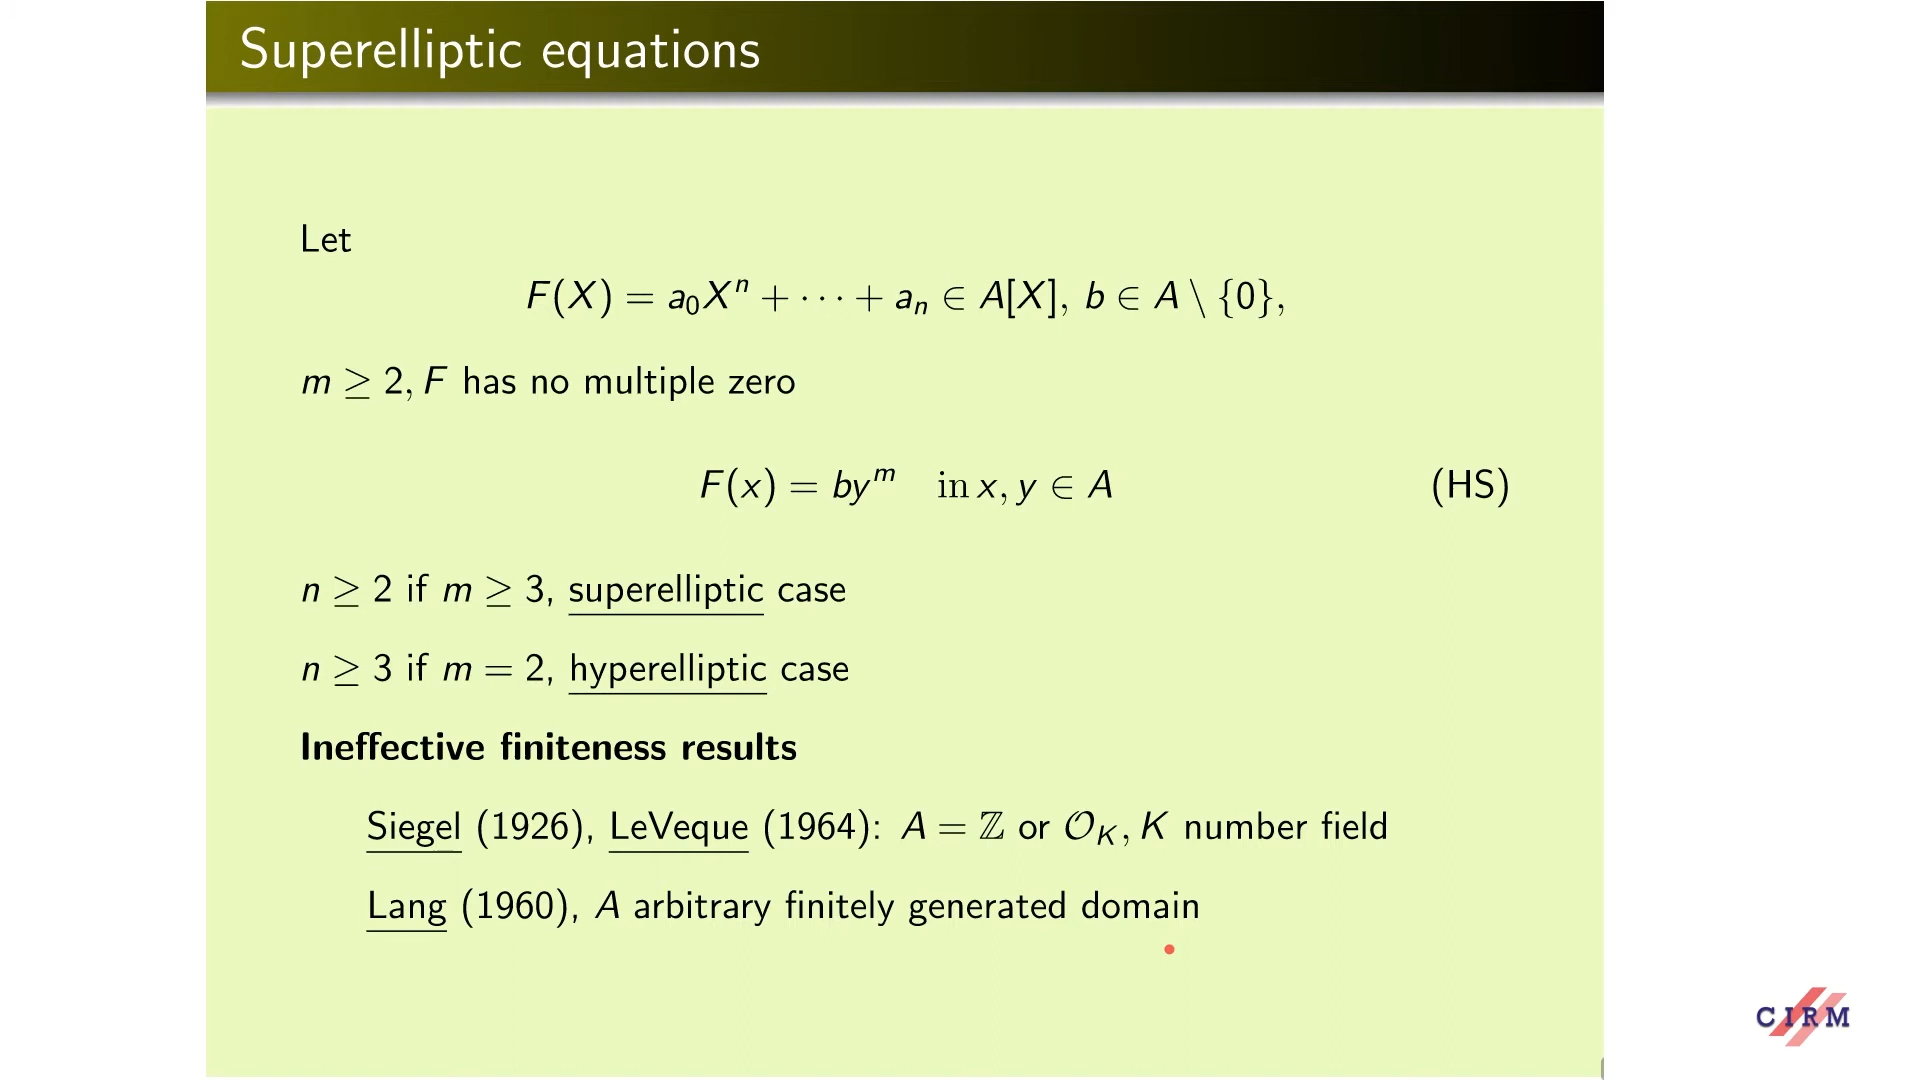 Superelliptic equations
Let
F(X) = a₀Xⁿ + ··· + aₙ ∈ A[X], b ∈ A \ {0},
m ≥ 2, F has no multiple zero
F(x) = byᵐ in x, y ∈ A (HS)
n ≥ 2 if m ≥ 3, superelliptic case
n ≥ 3 if m = 2, hyperelliptic case
Ineffective finiteness results
Siegel (1926), LeVeque (1964): A = ℤ or 𝒪_K, K number field
Lang (1960), A arbitrary finitely generated domain
CIRM